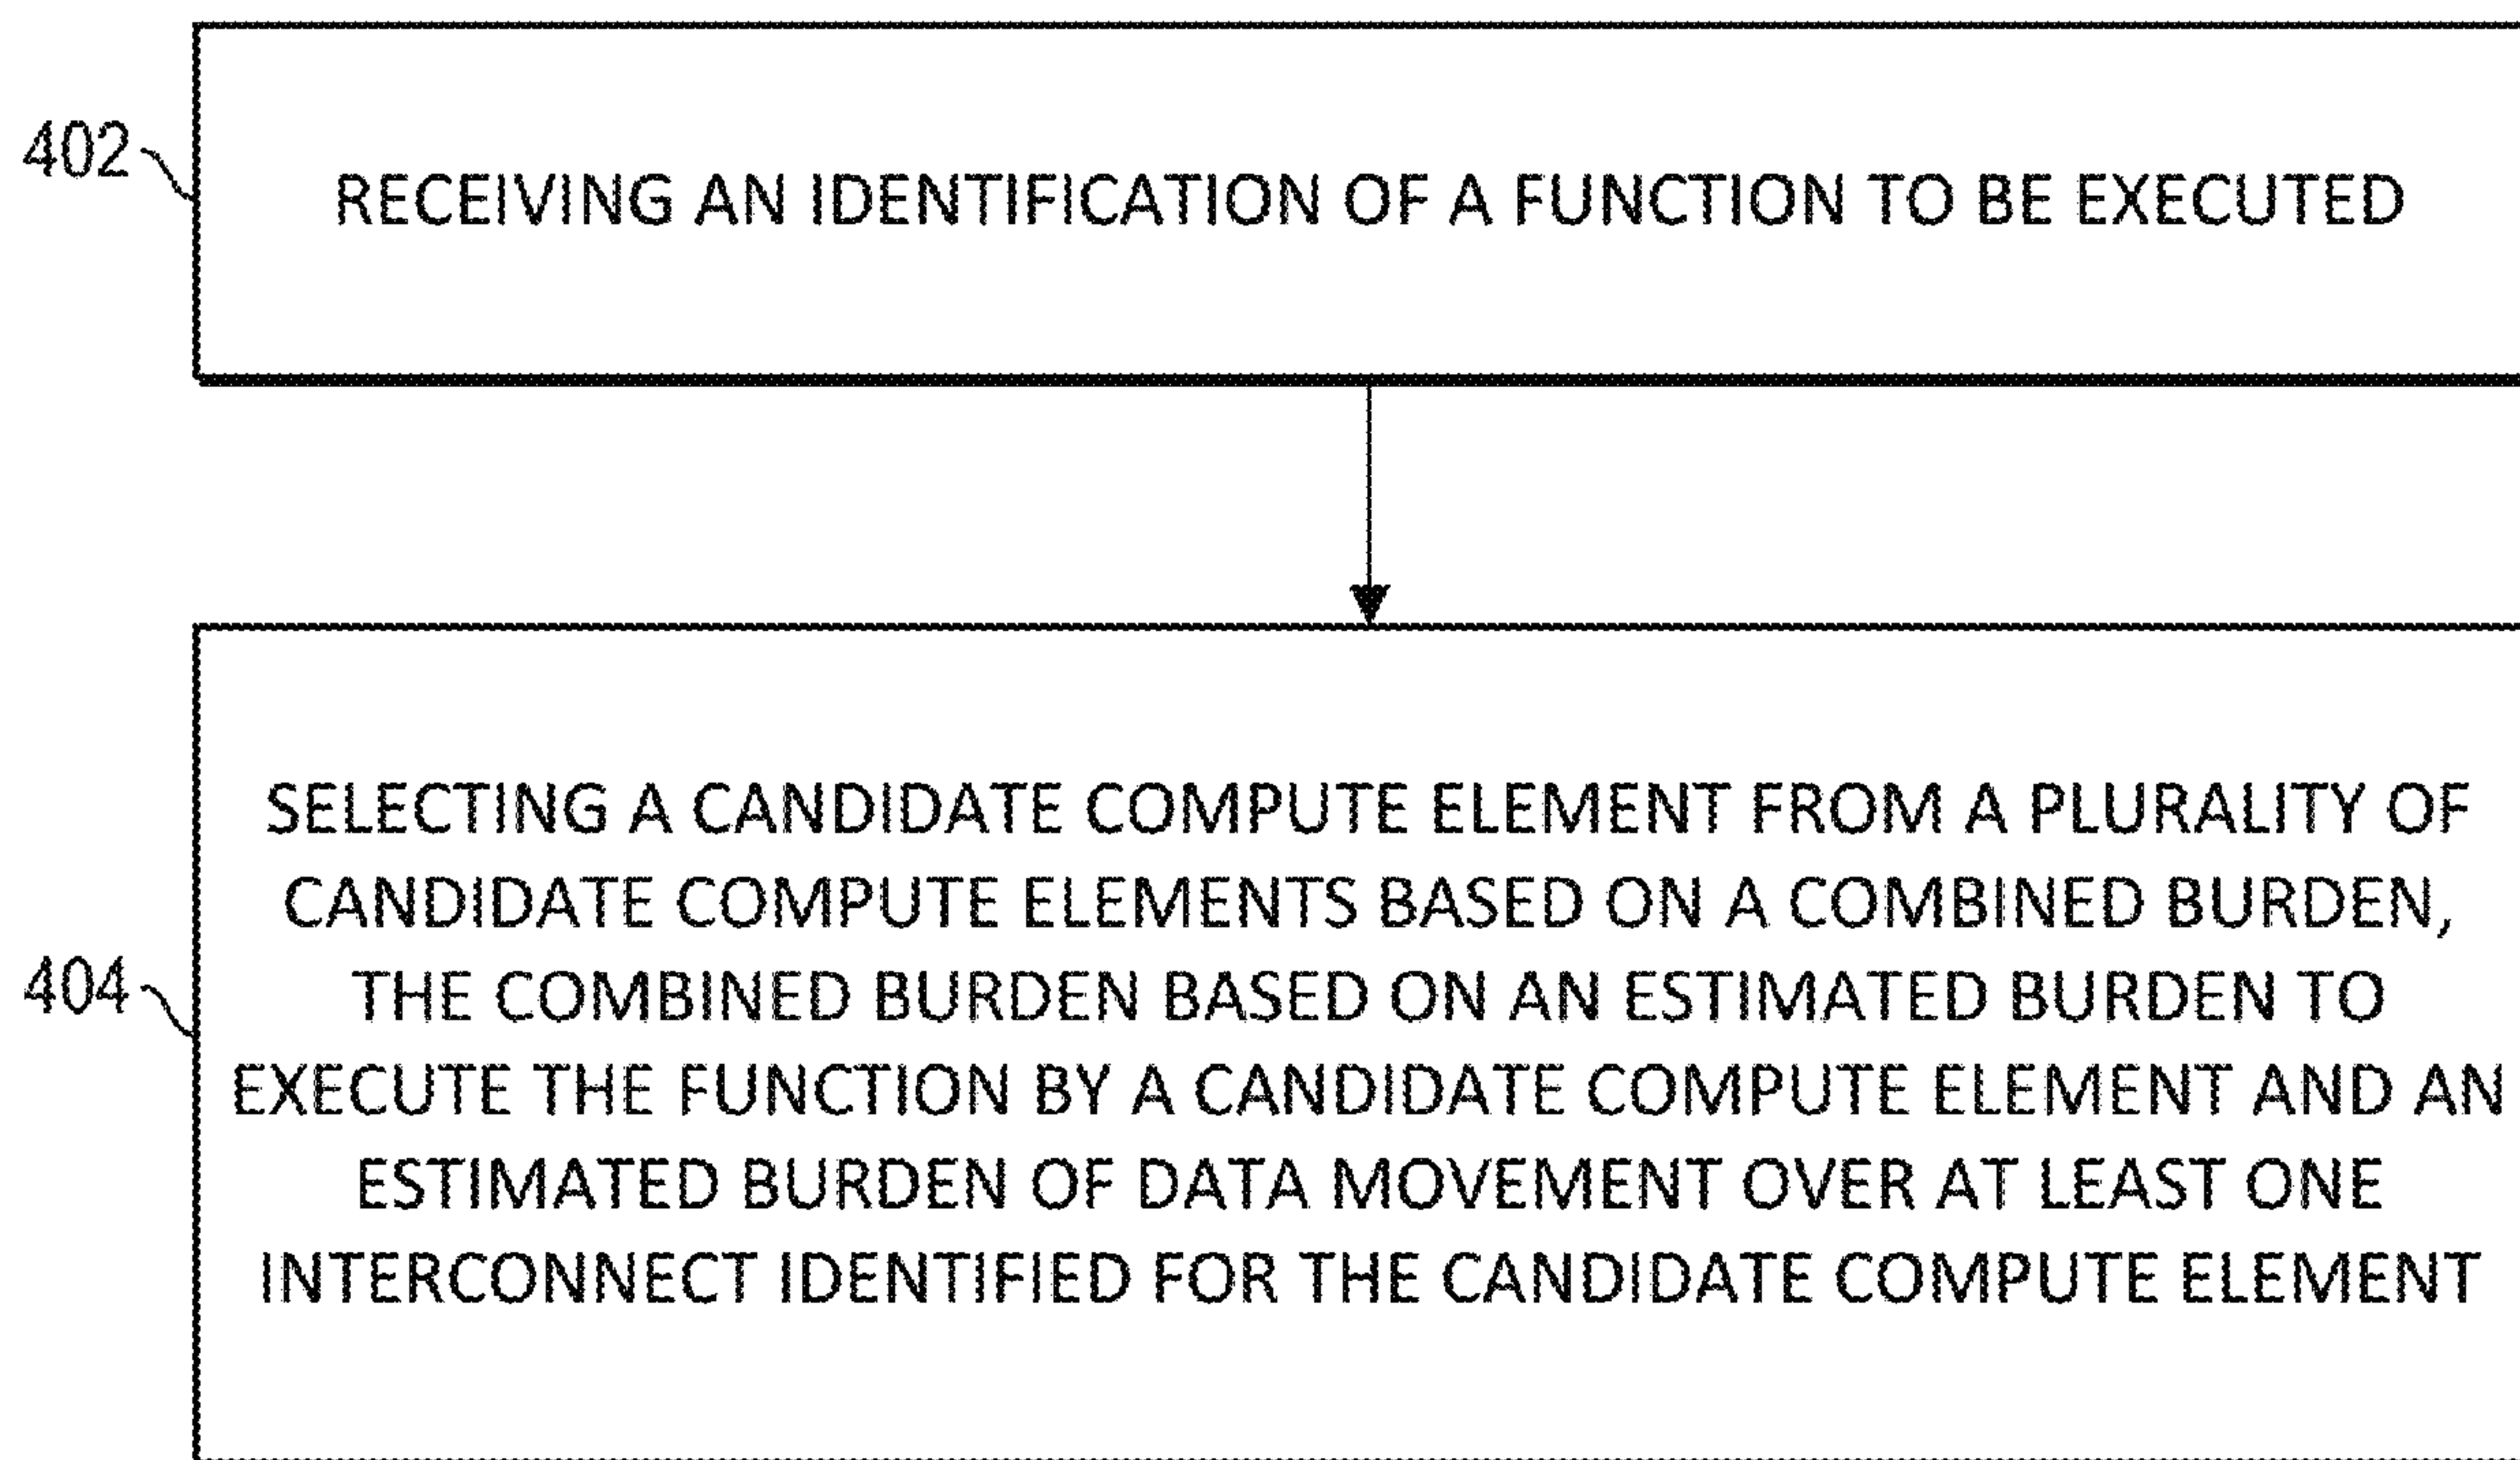 402
RECEIVING AN IDENTIFICATION OF A FUNCTION TO BE EXECUTED
SELECTING A CANDIDATE COMPUTE ELEMENT FROM A PLURALITY OF
CANDIDATE COMPUTE ELEMENTS BASED ON A COMBINED BURDEN,
THE COMBINED BURDEN BASED ON AN ESTIMATED BURDEN TO
404
EXECUTE THE FUNCTION BY A CANDIDATE COMPUTE ELEMENT AND AN
ESTIMATED BURDEN OF DATA MOVEMENT OVER AT LEAST ONE
INTERCONNECT IDENTIFIED FOR THE CANDIDATE COMPUTE ELEMENT